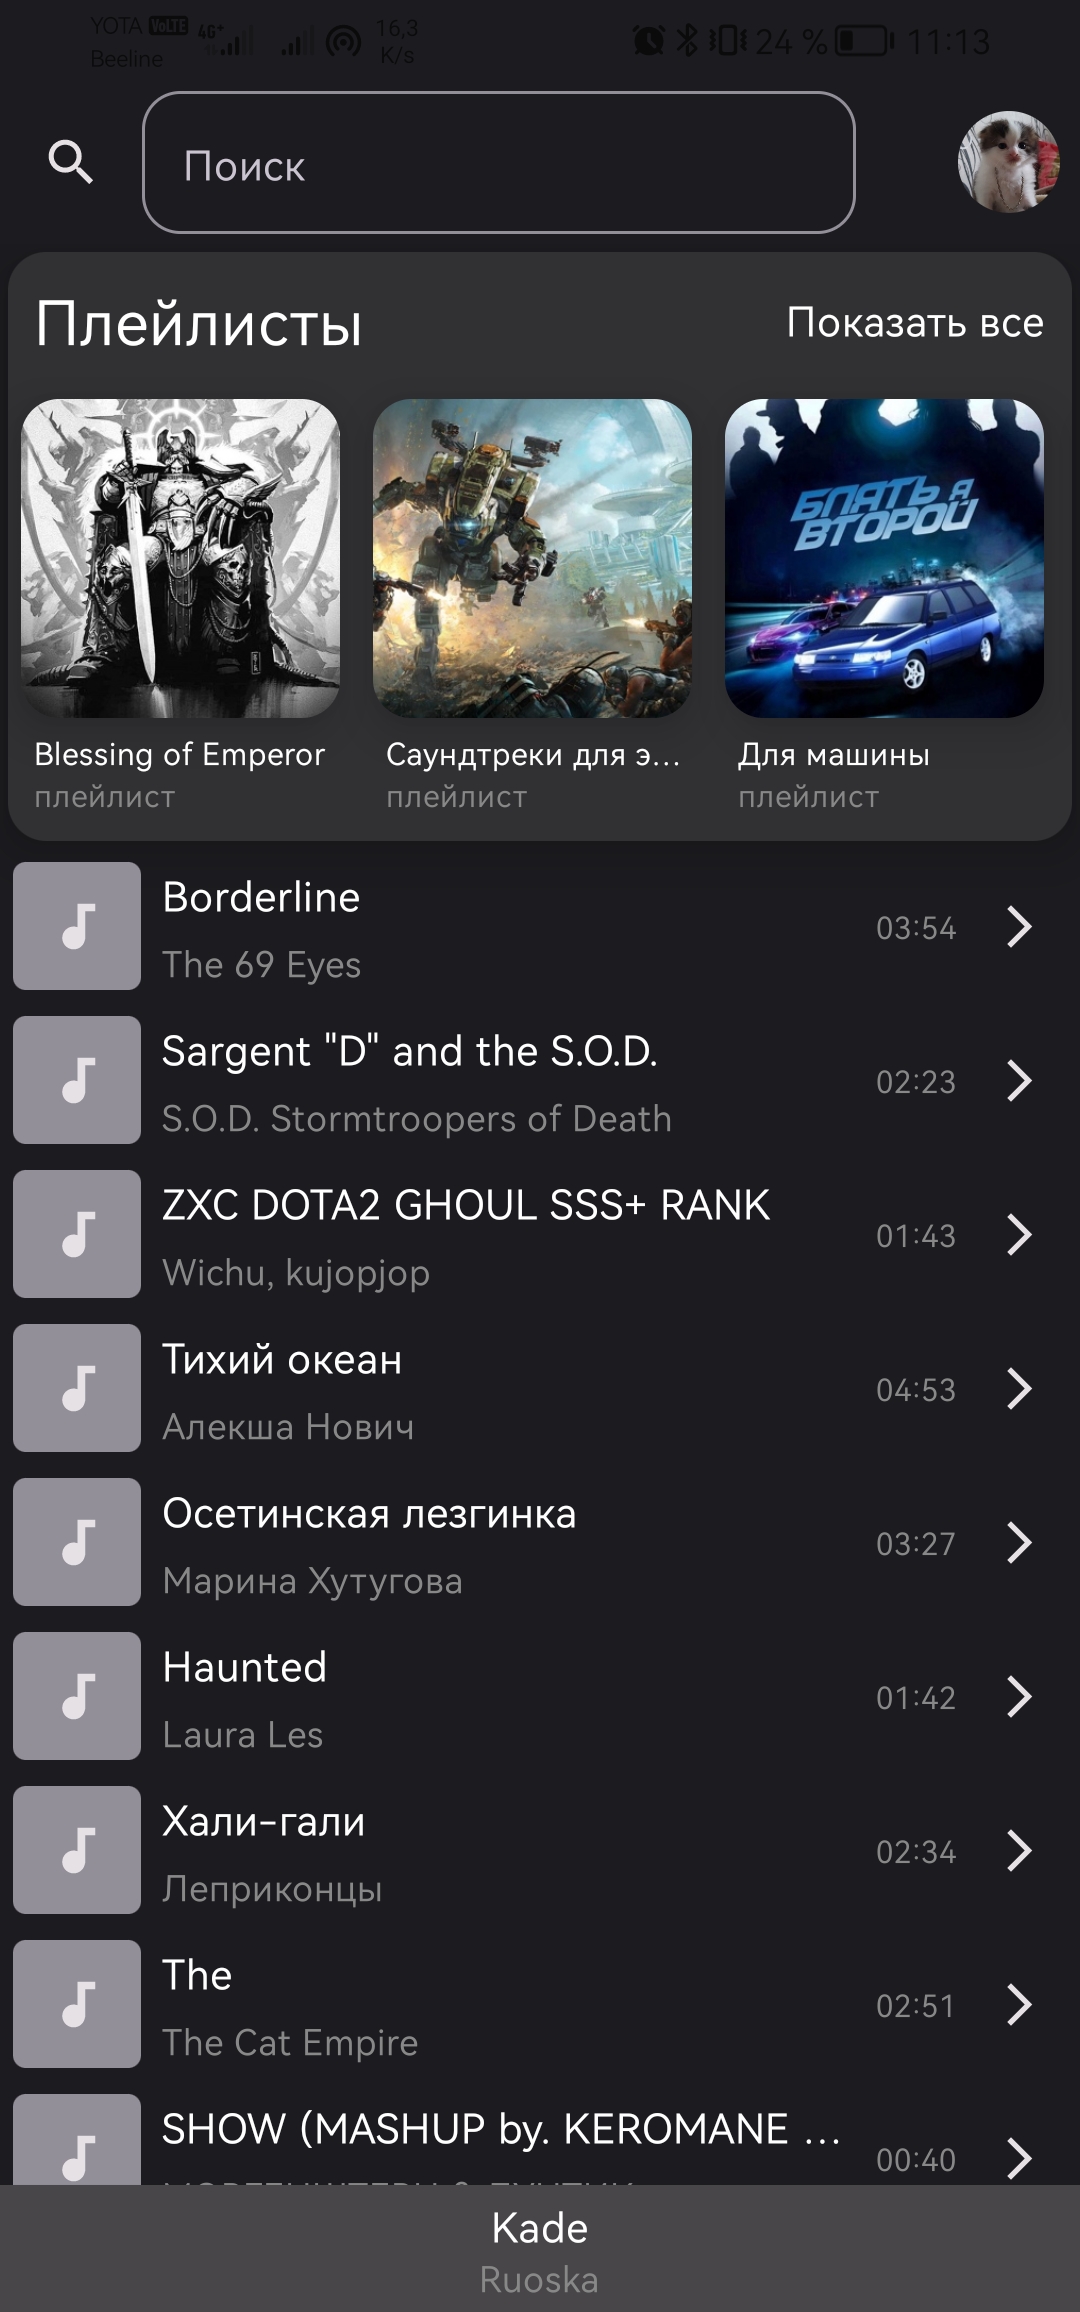 YOTA VoLTE 4G+ 16,3 24 % 11:13
Beeline K/s
Поиск
Плейлисты Показать все
БЛЯТЬ Я
ВТОРОЙ
Blessing of Emperor Саундтреки для э... Для машины
плейлист плейлист плейлист
Borderline
03:54
The 69 Eyes
Sargent "D" and the S.O.D.
02:23
S.O.D. Stormtroopers of Death
ZXC DOTA2 GHOUL SSS+ RANK
01:43
Wichu, kujopjop
Тихий океан
04:53
Алекша Нович
Осетинская лезгинка
03:27
Марина Хутугова
Haunted
01:42
Laura Les
Хали-гали
02:34
Леприконцы
The
02:51
The Cat Empire
SHOW (MASHUP by. KEROMANE ...
00:40
Kade
Ruoska